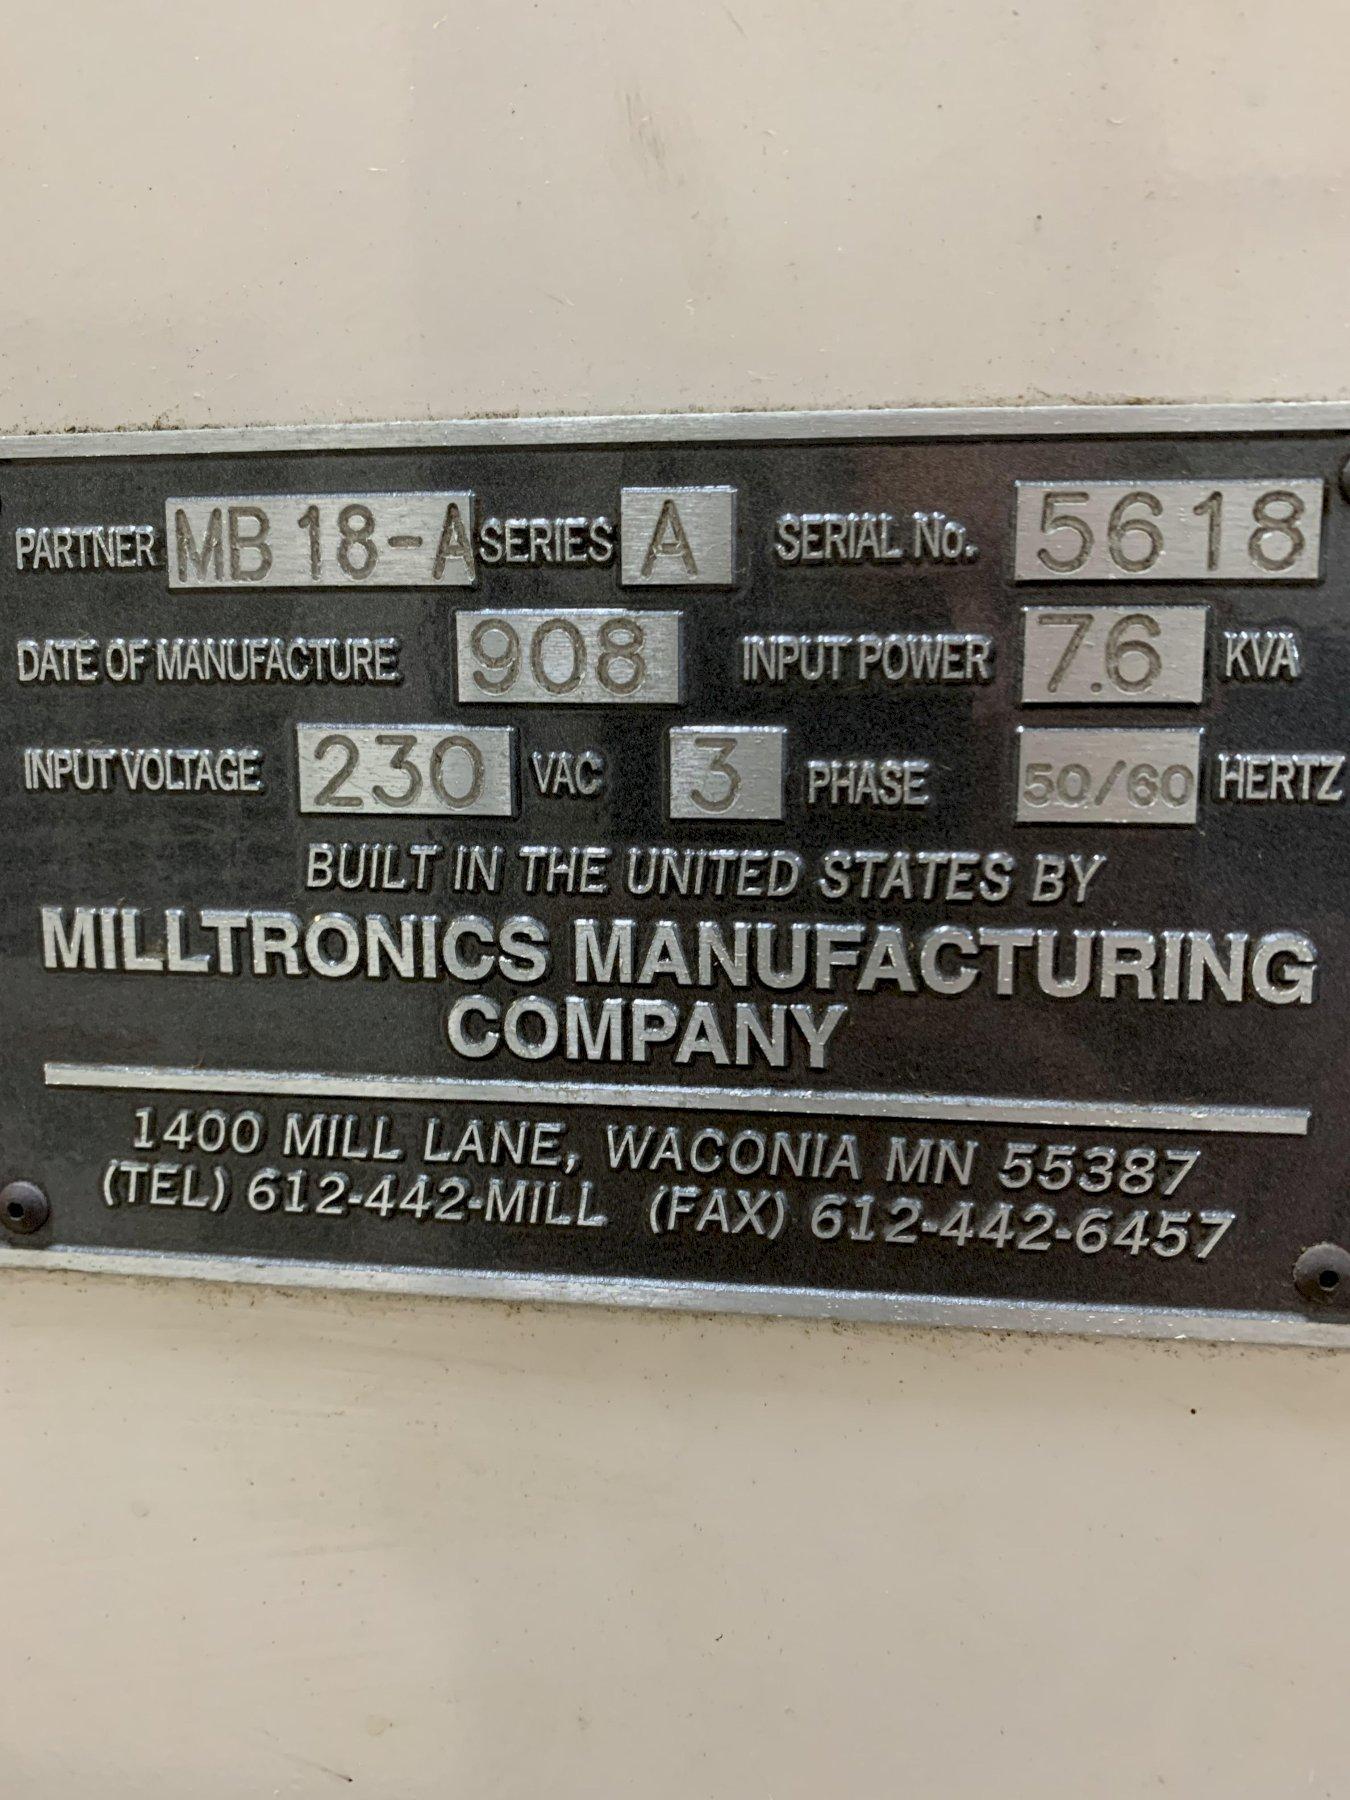 PARTNER MB 18-A SERIES A SERIAL No. 5618
DATE OF MANUFACTURE 908 INPUT POWER 7.6 KVA
INPUT VOLTAGE 230 VAC 3 PHASE 50/60 HERTZ
BUILT IN THE UNITED STATES BY
MILLTRONICS MANUFACTURING
COMPANY
1400 MILL LANE, WACONIA MN 55387
(TEL) 612-442-MILL (FAX) 612-442-6457